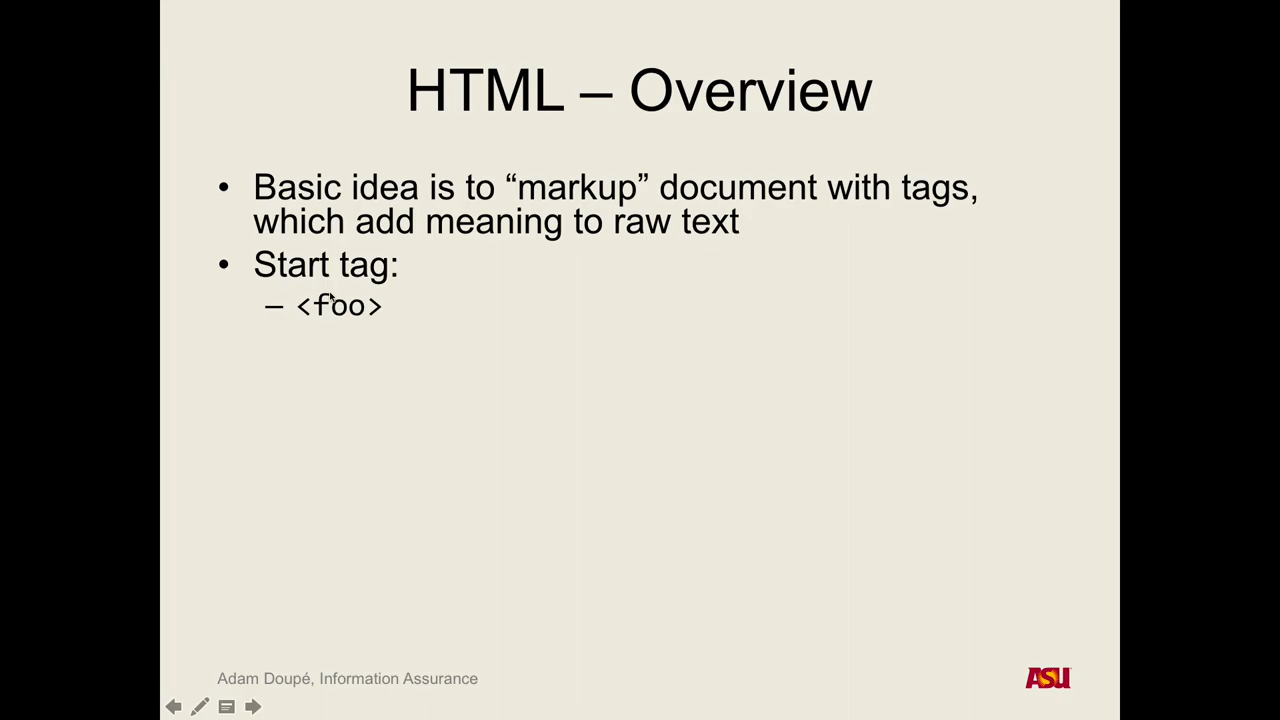 HTML – Overview
• Basic idea is to “markup” document with tags,
which add meaning to raw text
• Start tag:
– <foo>
Adam Doupé, Information Assurance
ASU